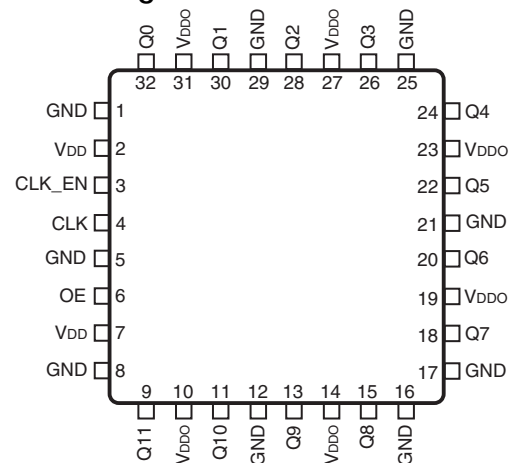 Q0 VDDO Q1 GND Q2 VDDO Q3 GND
32 31 30 29 28 27 26 25
GND 1
VDD 2
CLK_EN 3
CLK 4
GND 5
OE 6
VDD 7
GND 8
24 Q4
23 VDDO
22 Q5
21 GND
20 Q6
19 VDDO
18 Q7
17 GND
9 10 11 12 13 14 15 16
Q11 VDDO Q10 GND Q9 VDDO Q8 GND